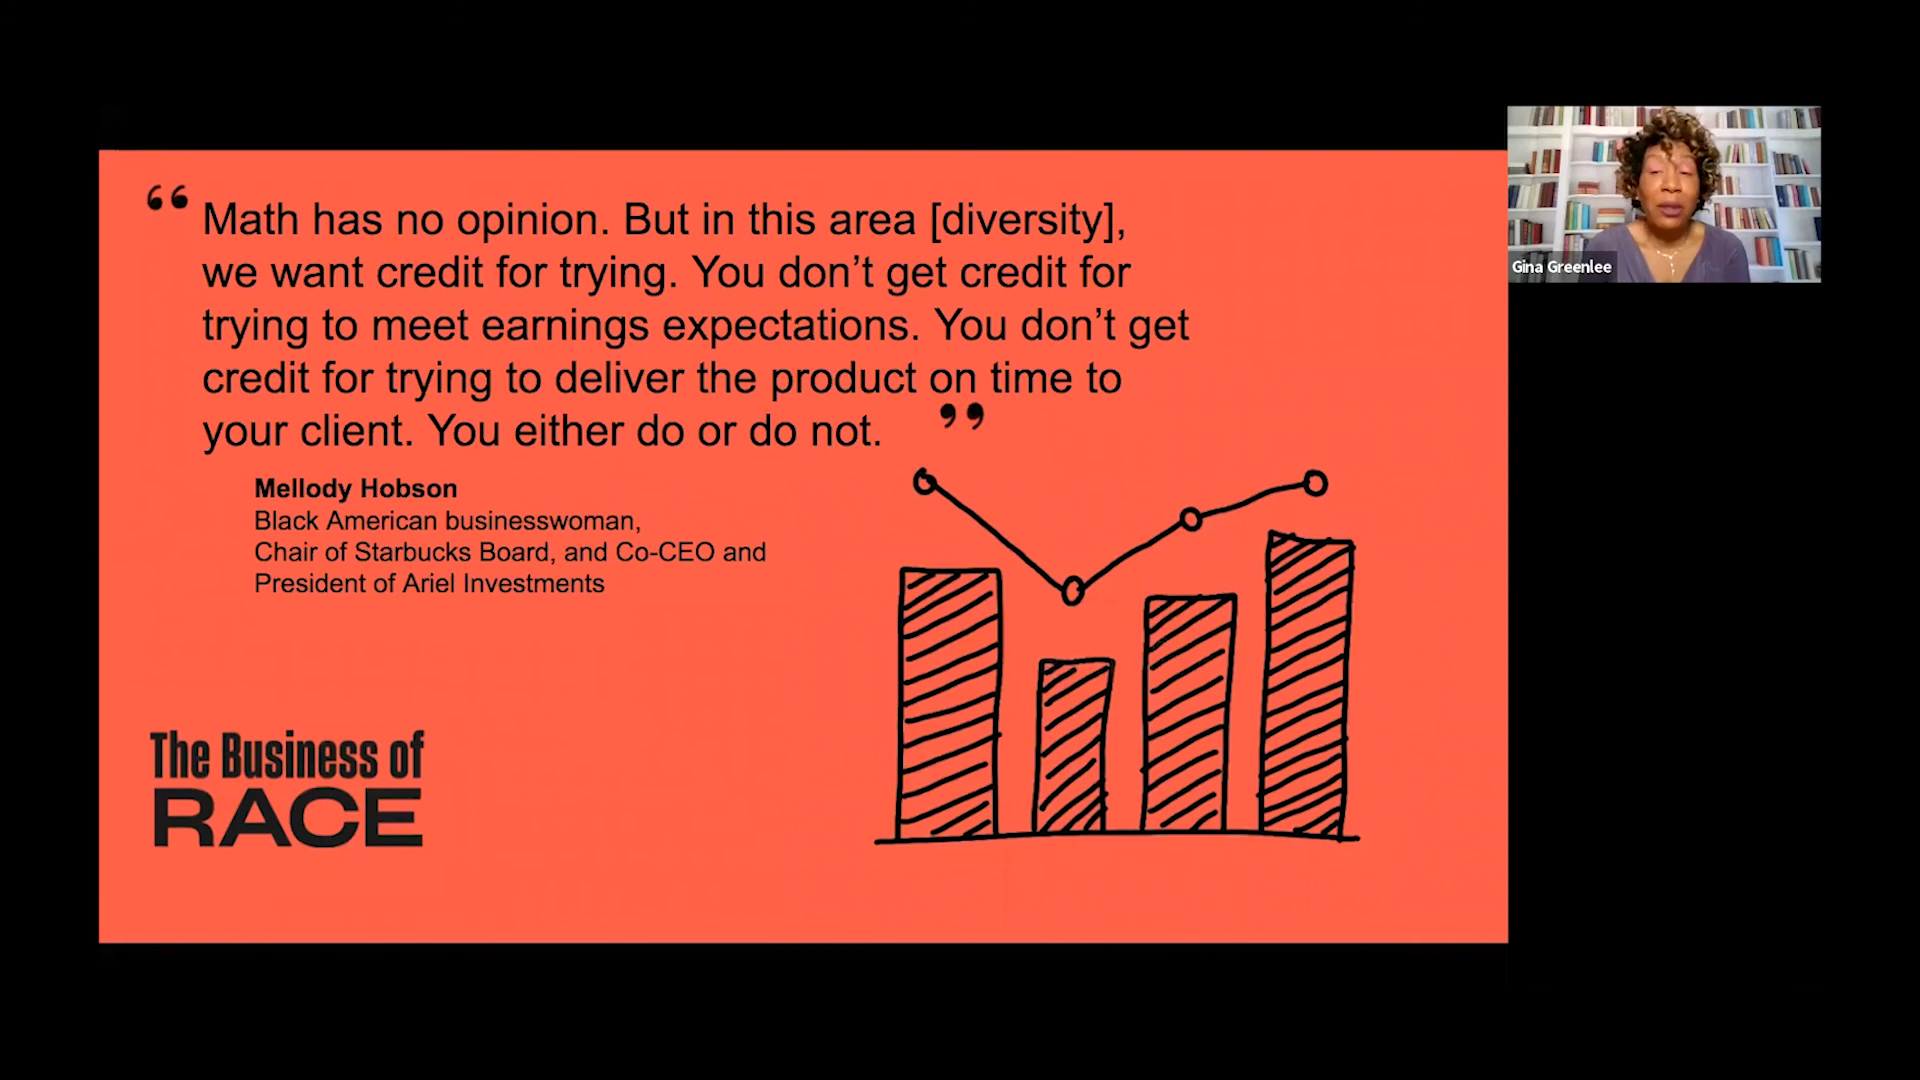 “ Math has no opinion. But in this area [diversity],
we want credit for trying. You don’t get credit for
trying to meet earnings expectations. You don’t get
credit for trying to deliver the product on time to
your client. You either do or do not. ”
Mellody Hobson
Black American businesswoman,
Chair of Starbucks Board, and Co-CEO and
President of Ariel Investments
The Business of
RACE
Gina Greenlee